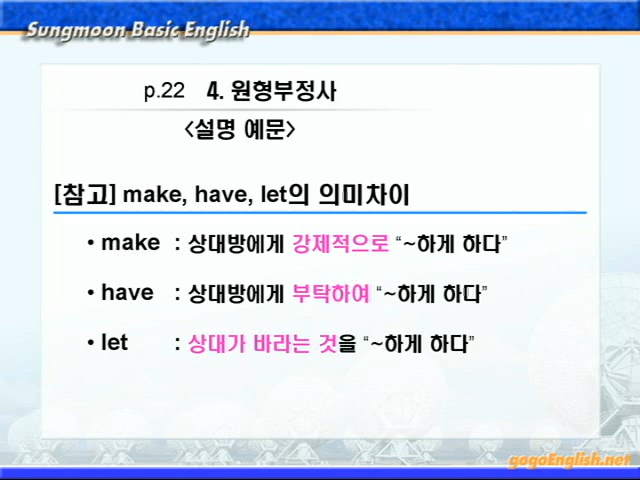 Sungmoon Basic English
p.22 4. 원형부정사
<설명 예문>
[참고] make, have, let의 의미차이
• make : 상대방에게 강제적으로 “~하게 하다”
• have : 상대방에게 부탁하여 “~하게 하다”
• let : 상대가 바라는 것을 “~하게 하다”
gogoEnglish.net